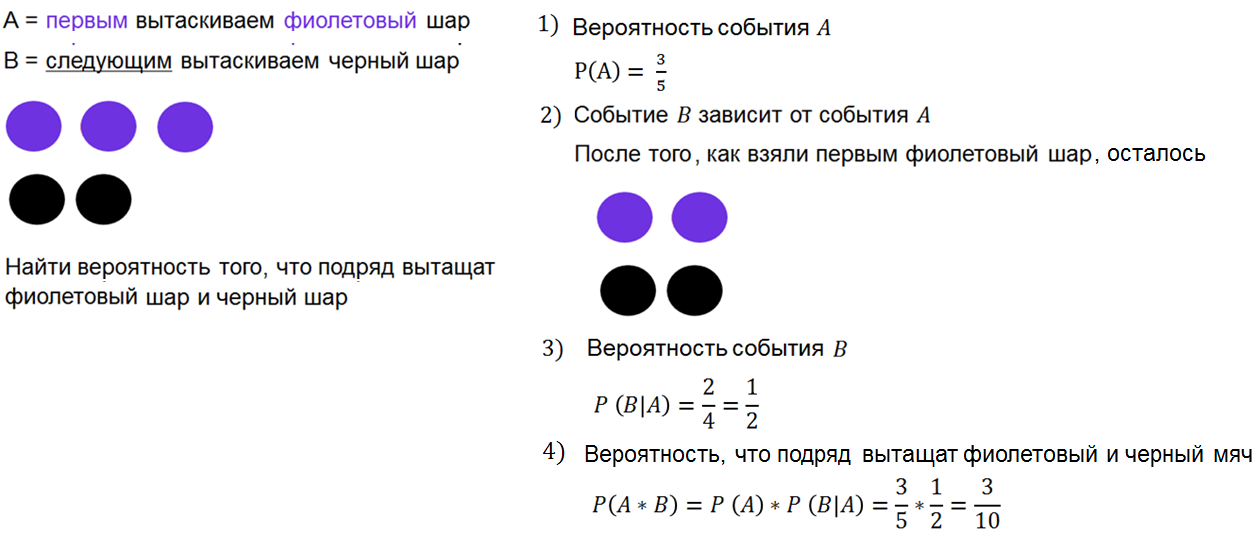 A = первым вытаскиваем фиолетовый шар
B = следующим вытаскиваем черный шар
Найти вероятность того, что подряд вытащат
фиолетовый шар и черный шар
1) Вероятность события A
P(A) = 3/5
2) Событие B зависит от события A
После того, как взяли первым фиолетовый шар, осталось
3) Вероятность события B
P (B|A) = 2/4 = 1/2
4) Вероятность, что подряд вытащат фиолетовый и черный мяч
P(A * B) = P (A) * P (B|A) = 3/5 * 1/2 = 3/10